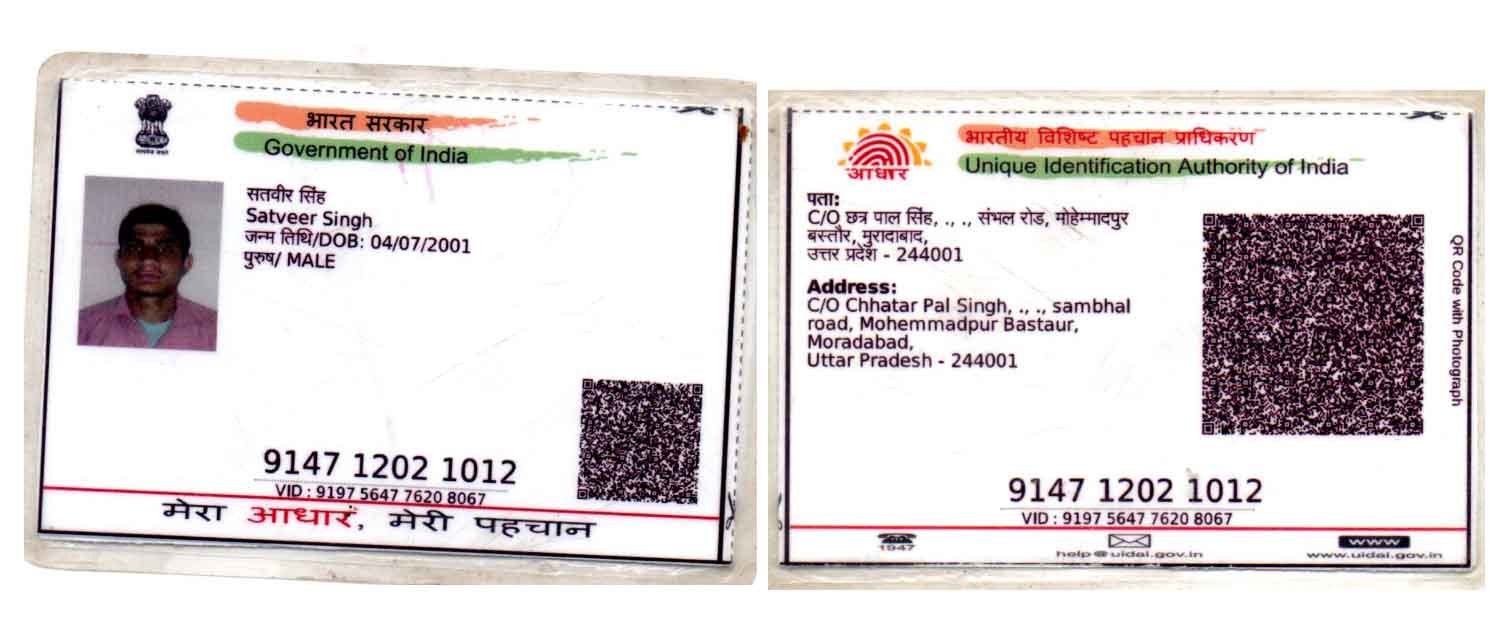 भारत सरकार
Government of India
सतवीर सिंह
Satveer Singh
जन्म तिथि/DOB: 04/07/2001
पुरुष/ MALE
9147 1202 1012
VID : 9197 5647 7620 8067
मेरा आधार, मेरी पहचान
भारतीय विशिष्ट पहचान प्राधिकरण
Unique Identification Authority of India
आधार
पता:
C/O छत्र पाल सिंह, ., ., संभल रोड, मोहेम्मादपुर
बस्तौर, मुरादाबाद,
उत्तर प्रदेश - 244001
Address:
C/O Chhatar Pal Singh, ., ., sambhal
road, Mohemmadpur Bastaur,
Moradabad,
Uttar Pradesh - 244001
QR Code with Photograph
9147 1202 1012
VID : 9197 5647 7620 8067
1947
help@uidai.gov.in
www
www.uidai.gov.in